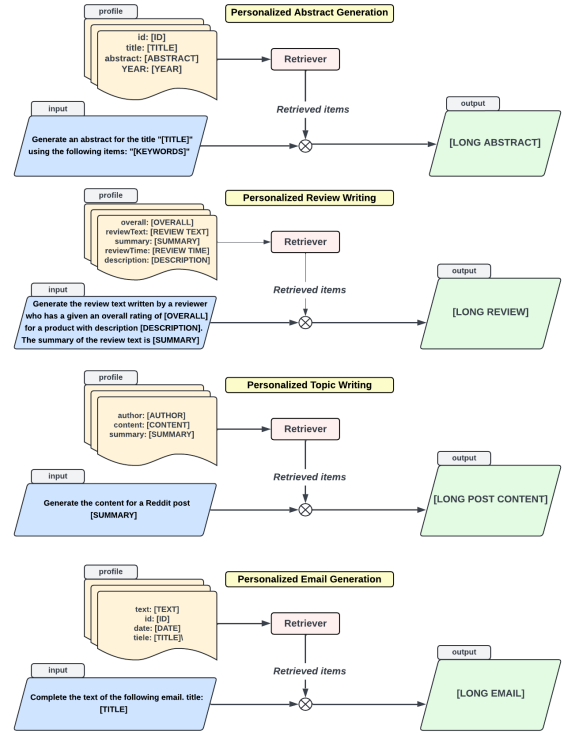 Personalized Abstract Generation
profile
id: [ID]
title: [TITLE]
abstract: [ABSTRACT]
YEAR: [YEAR]
Retriever
Retrieved items
input
Generate an abstract for the title "[TITLE]"
using the following items: "[KEYWORDS]"
output
[LONG ABSTRACT]
Personalized Review Writing
profile
overall: [OVERALL]
reviewText: [REVIEW TEXT]
summary: [SUMMARY]
reviewTime: [REVIEW TIME]
description: [DESCRIPTION]
Retriever
Retrieved items
input
Generate the review text written by a reviewer
who has a given an overall rating of [OVERALL]
for a product with description [DESCRIPTION].
The summary of the review text is [SUMMARY]
output
[LONG REVIEW]
Personalized Topic Writing
profile
author: [AUTHOR]
content: [CONTENT]
summary: [SUMMARY]
Retriever
Retrieved items
input
Generate the content for a Reddit post
[SUMMARY]
output
[LONG POST CONTENT]
Personalized Email Generation
profile
text: [TEXT]
id: [ID]
date: [DATE]
tiele: [TITLE]\
Retriever
Retrieved items
input
Complete the text of the following email. title:
[TITLE]
output
[LONG EMAIL]